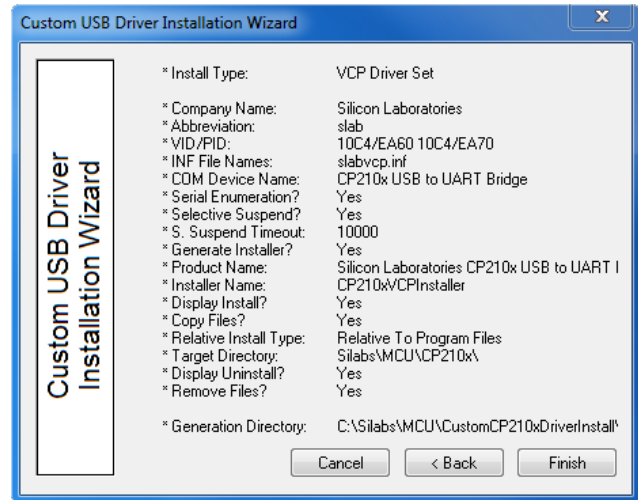 Custom USB Driver Installation Wizard
x
Custom USB Driver
Installation Wizard
* Install Type: VCP Driver Set
* Company Name: Silicon Laboratories
* Abbreviation: slab
* VID/PID: 10C4/EA60 10C4/EA70
* INF File Names: slabvcp.inf
* COM Device Name: CP210x USB to UART Bridge
* Serial Enumeration? Yes
* Selective Suspend? Yes
* S. Suspend Timeout: 10000
* Generate Installer? Yes
* Product Name: Silicon Laboratories CP210x USB to UART
* Installer Name: CP210xVCPInstaller
* Display Install? Yes
* Copy Files? Yes
* Relative Install Type: Relative To Program Files
* Target Directory: Silabs\MCU\CP210x\
* Display Uninstall? Yes
* Remove Files? Yes
* Generation Directory: C:\Silabs\MCU\CustomCP210xDriverInstall\
Cancel < Back Finish